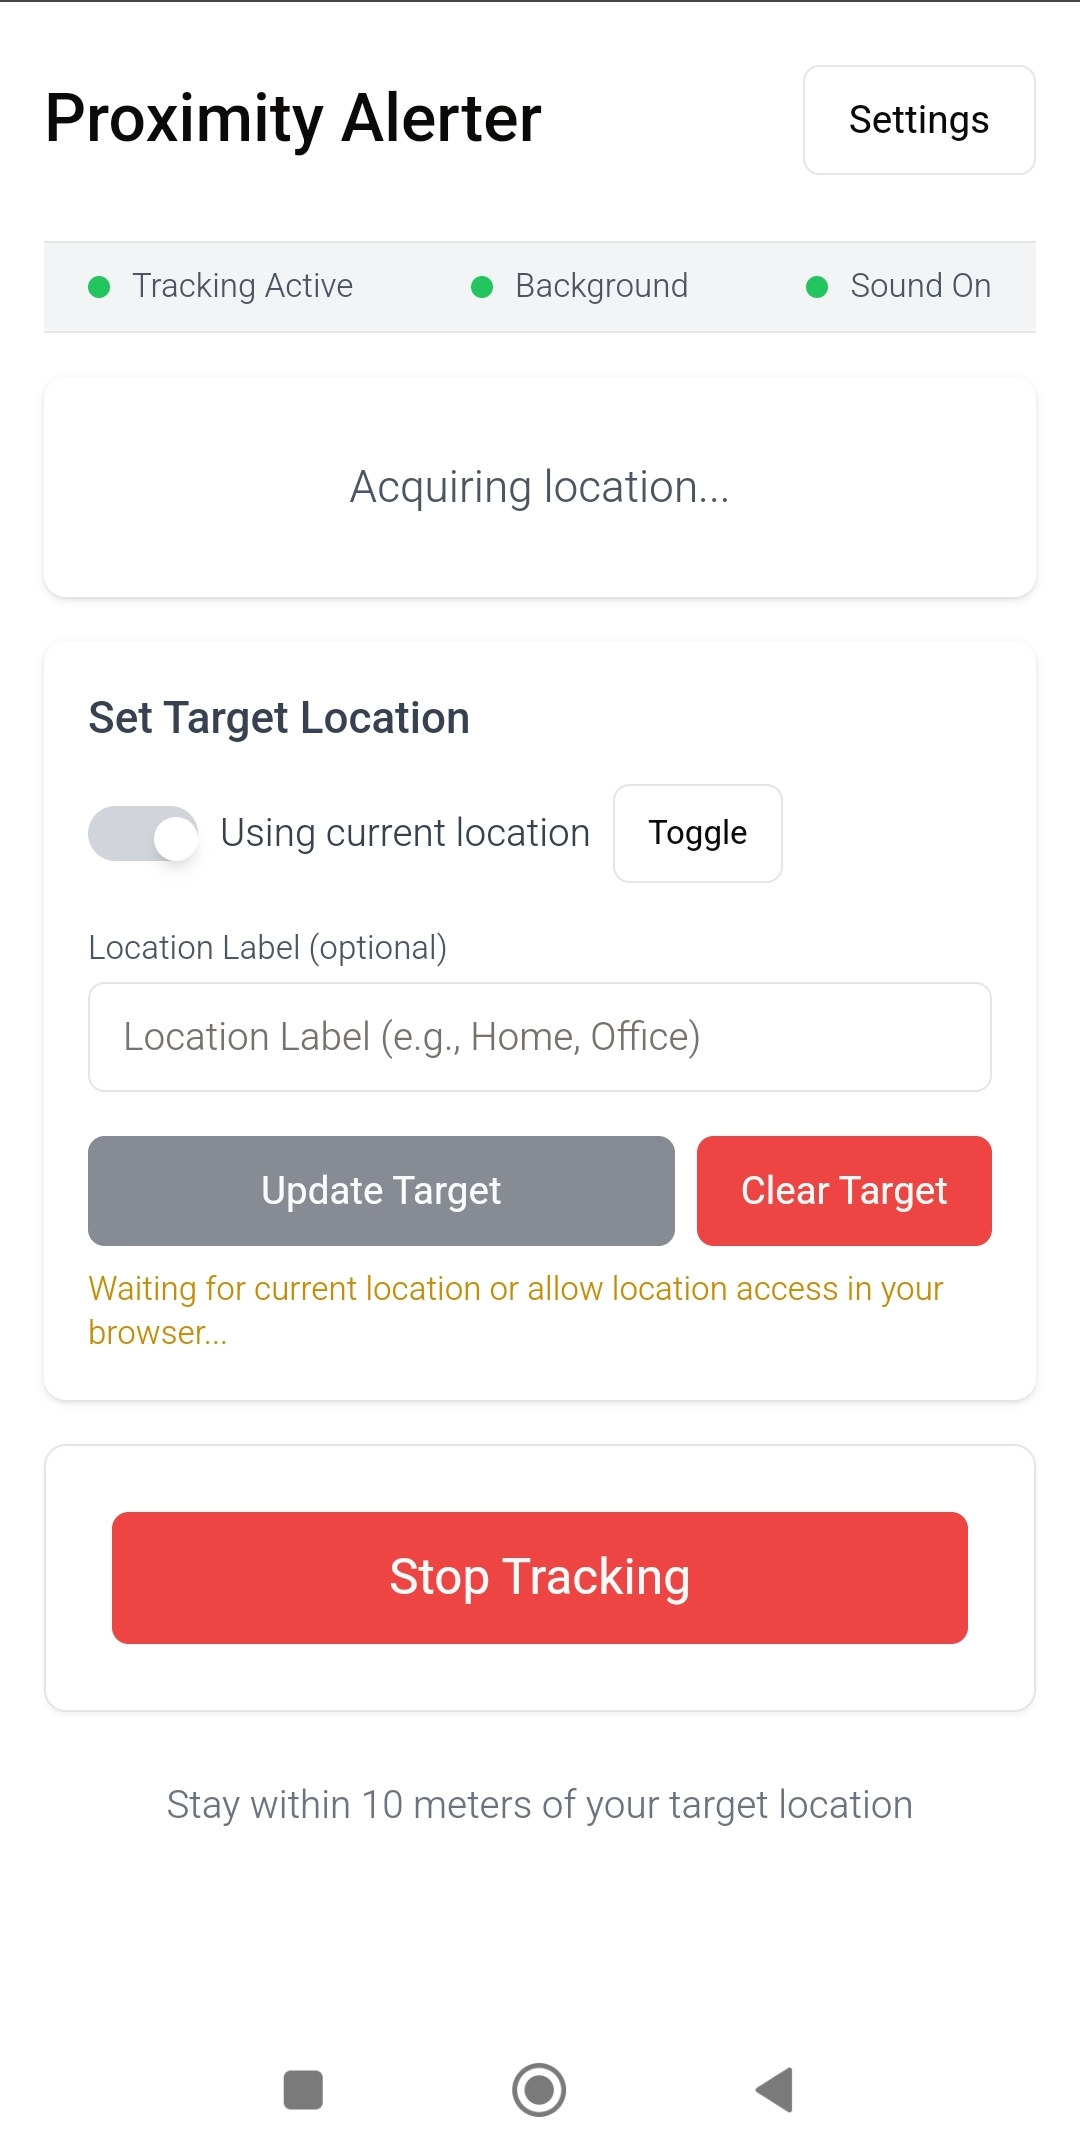 Proximity Alerter
Settings
Tracking Active
Background
Sound On
Acquiring location...
Set Target Location
Using current location
Toggle
Location Label (optional)
Location Label (e.g., Home, Office)
Update Target
Clear Target
Waiting for current location or allow location access in your
browser...
Stop Tracking
Stay within 10 meters of your target location